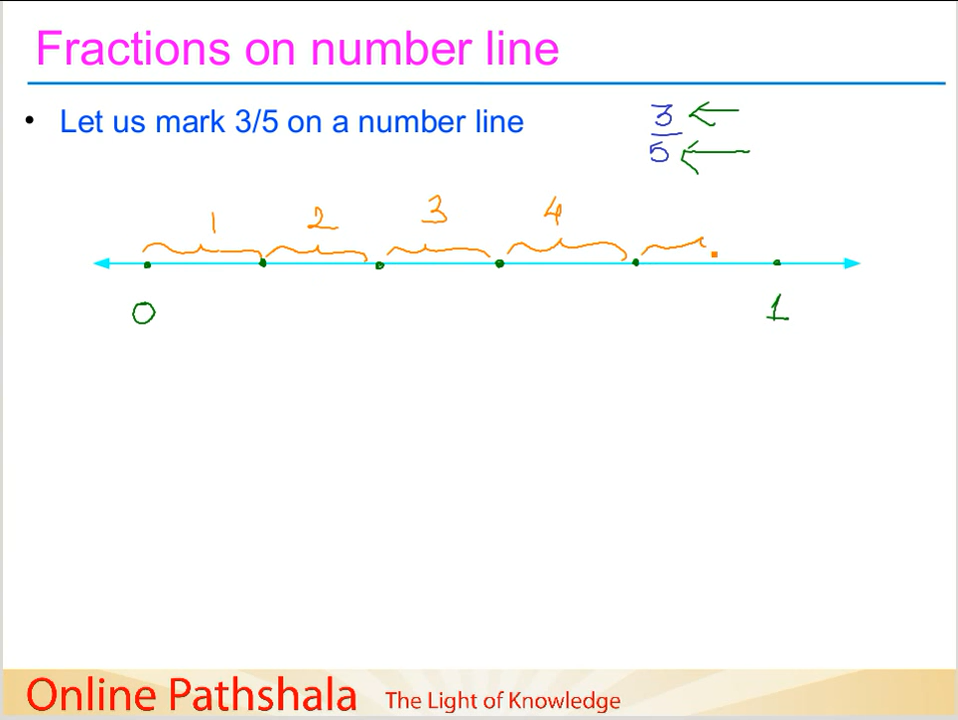 Fractions on number line
• Let us mark 3/5 on a number line
3
5
1 2 3 4
0 1
Online Pathshala The Light of Knowledge